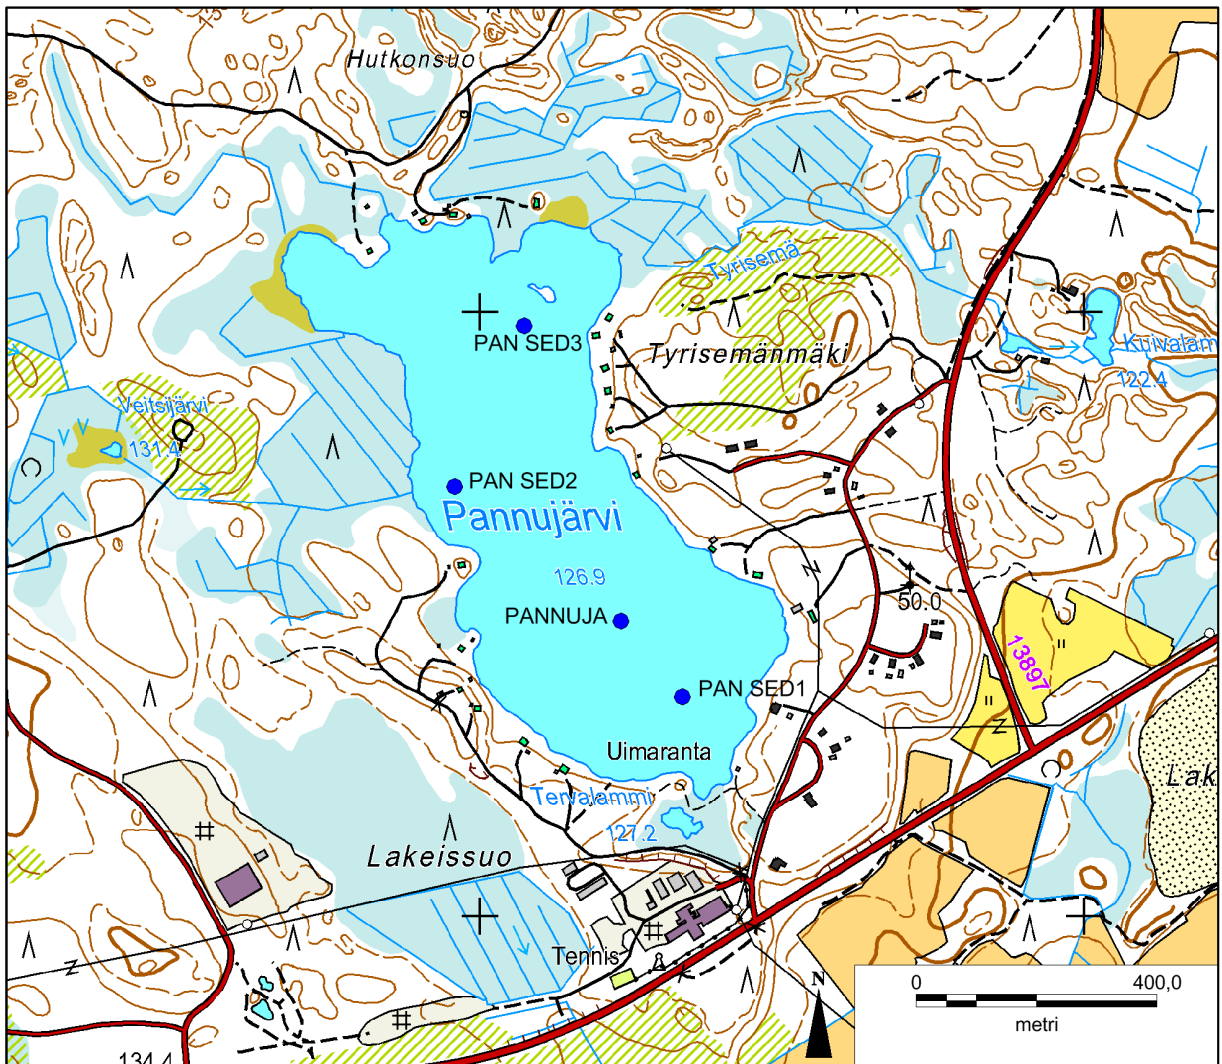 Hutkonsuo
Tyrisemä
PAN SED3
Tyrisemänmäki
Kuivalam
122.4
Veitsijärvi
131.4
PAN SED2
Pannujärvi
126.9
50.0
PANNUJA
13897
PAN SED1
Uimaranta
Lak
Tervalammi
127.2
Lakeissuo
Tennis
N
0 400,0
metri
134.4